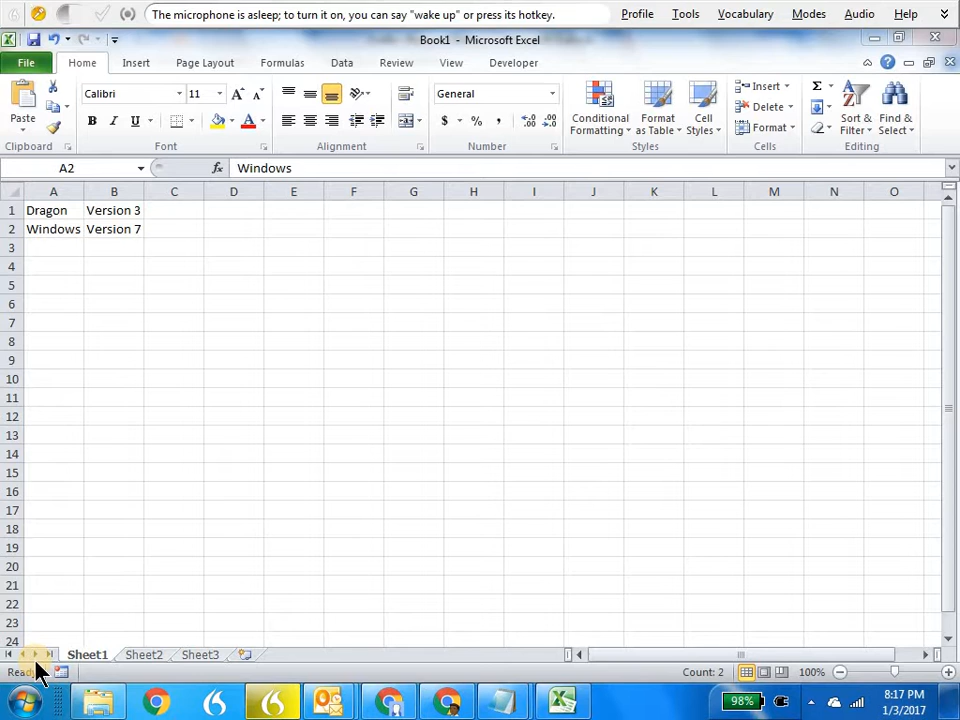 The microphone is asleep; to turn it on, you can say "wake up" or press its hotkey.
Profile Tools Vocabulary Modes Audio Help
Book1 - Microsoft Excel
File Home Insert Page Layout Formulas Data Review View Developer
Calibri 11 General
Insert
Delete
Format
Paste
Conditional Formatting
Format as Table
Cell Styles
Sort & Filter
Find & Select
B I U $ % ,
Clipboard Font Alignment Number Styles Cells Editing
A2 fx Windows
A B C D E F G H I J K L M N O
1 Dragon Version 3
2 Windows Version 7
3
4
5
6
7
8
9
10
11
12
13
14
15
16
17
18
19
20
21
22
23
24
Sheet1 Sheet2 Sheet3
Count: 2 100%
98% 8:17 PM
1/3/2017